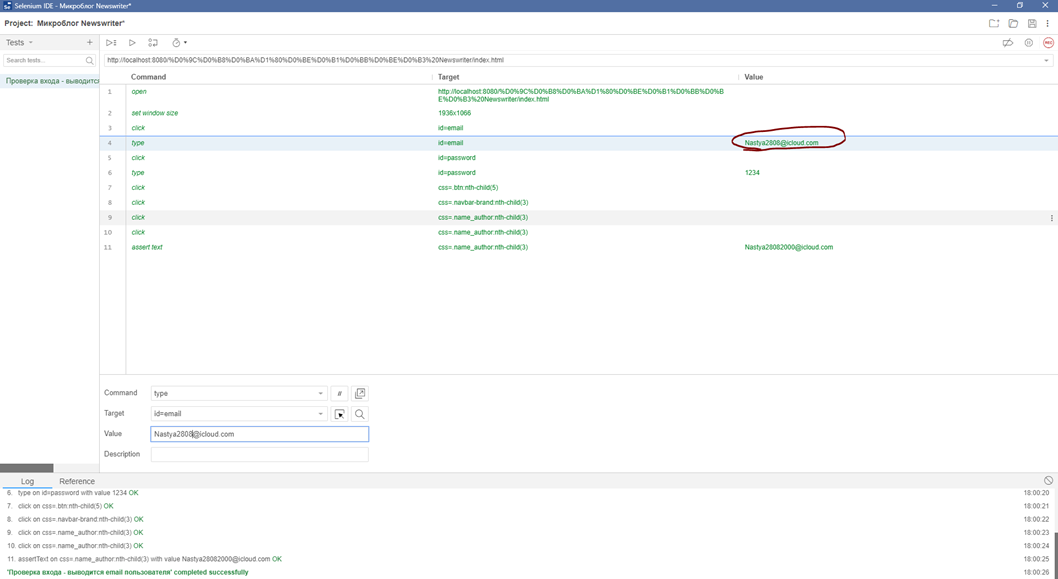 Selenium IDE - Микроблог Newswriter*
Project: Микроблог Newswriter*
Tests
Search tests...
Проверка входа - выводится
http://localhost:8080/%D0%9C%D0%B8%D0%BA%D1%80%D0%BE%D0%B1%D0%BB%D0%BE%D0%B3%20Newswriter/index.html
Command Target Value
1 open http://localhost:8080/%D0%9C%D0%B8%D0%BA%D1%80%D0%BE%D0%B1%D0%BB%D0%BE%D0%B3%20Newswriter/index.html
2 set window size 1936x1066
3 click id=email
4 type id=email Nastya2808@icloud.com
5 click id=password
6 type id=password 1234
7 click css=.btn:nth-child(5)
8 click css=.navbar-brand:nth-child(3)
9 click css=.name_author:nth-child(3)
10 click css=.name_author:nth-child(3)
11 assert text css=.name_author:nth-child(3) Nastya28082000@icloud.com
Command type //
Target id=email
Value Nastya2808@icloud.com
Description
Log Reference
6. type on id=password with value 1234 OK 18:00:20
7. click on css=.btn:nth-child(5) OK 18:00:21
8. click on css=.navbar-brand:nth-child(3) OK 18:00:22
9. click on css=.name_author:nth-child(3) OK 18:00:23
10. click on css=.name_author:nth-child(3) OK 18:00:24
11. assertText on css=.name_author:nth-child(3) with value Nastya28082000@icloud.com OK 18:00:25
'Проверка входа - выводится email пользователя' completed successfully 18:00:26
REC